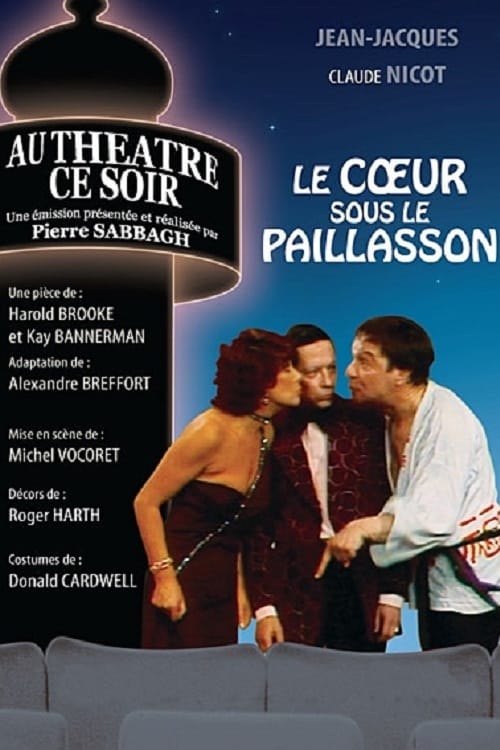 JEAN-JACQUES
CLAUDE NICOT
AU THEATRE
CE SOIR
Une émission présentée et réalisée par
Pierre SABBAGH
LE CŒUR
SOUS LE
PAILLASSON
Une pièce de :
Harold BROOKE
et Kay BANNERMAN
Adaptation de :
Alexandre BREFFORT
Mise en scène de :
Michel VOCORET
Décors de :
Roger HARTH
Costumes de :
Donald CARDWELL